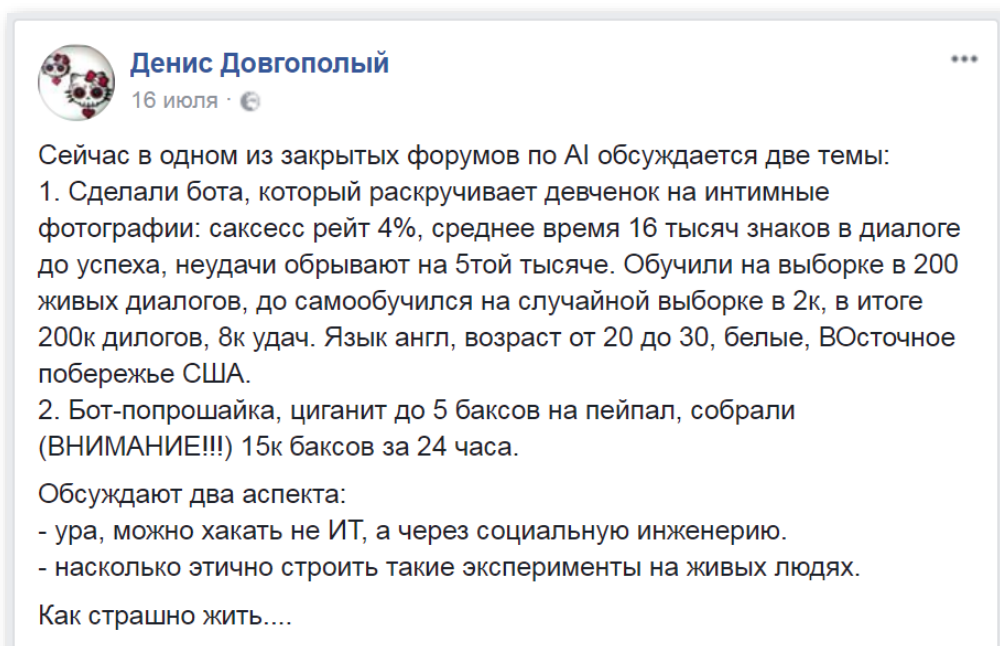 Денис Довгополый
16 июля ·
Сейчас в одном из закрытых форумов по AI обсуждается две темы:
1. Сделали бота, который раскручивает девченок на интимные
фотографии: саксесс рейт 4%, среднее время 16 тысяч знаков в диалоге
до успеха, неудачи обрывают на 5той тысяче. Обучили на выборке в 200
живых диалогов, до самообучился на случайной выборке в 2к, в итоге
200к дилогов, 8к удач. Язык англ, возраст от 20 до 30, белые, ВОсточное
побережье США.
2. Бот-попрошайка, циганит до 5 баксов на пейпал, собрали
(ВНИМАНИЕ!!!) 15к баксов за 24 часа.
Обсуждают два аспекта:
- ура, можно хакать не ИТ, а через социальную инженерию.
- насколько этично строить такие эксперименты на живых людях.
Как страшно жить....